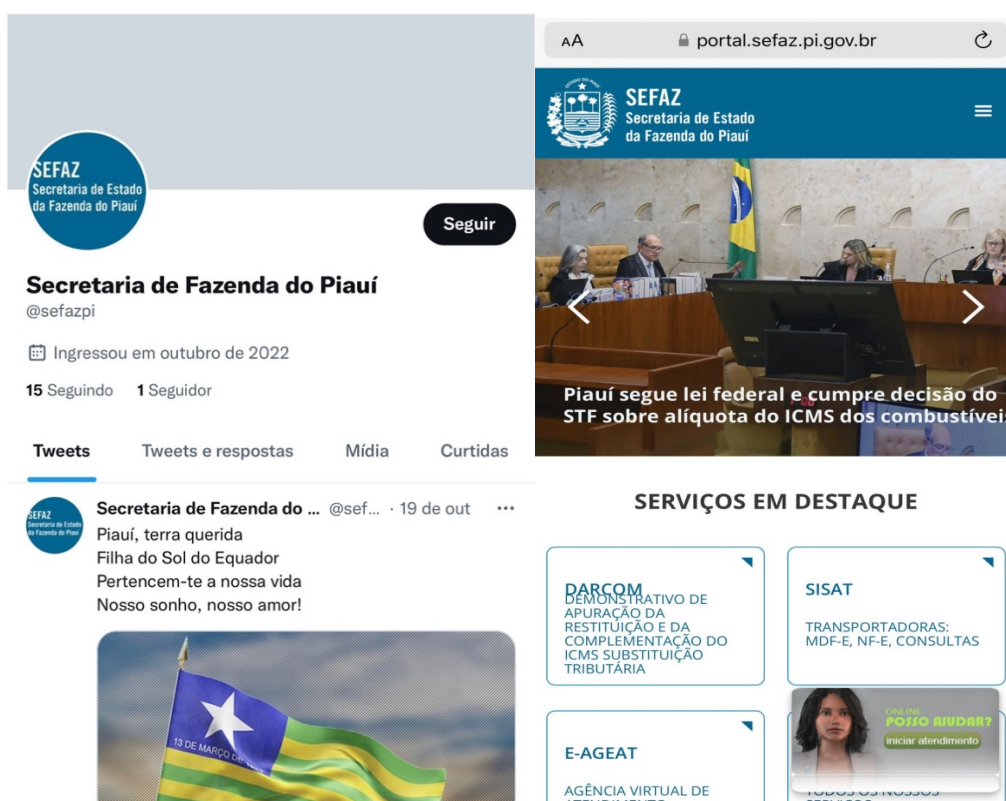 SEFAZ
Secretaria de Estado
da Fazenda do Piauí
Seguir
Secretaria de Fazenda do Piauí
@sefazpi
Ingressou em outubro de 2022
15 Seguindo 1 Seguidor
Tweets Tweets e respostas Mídia Curtidas
SEFAZ
Secretaria de Estado
da Fazenda do Piauí
Secretaria de Fazenda do ... @sef... · 19 de out ...
Piauí, terra querida
Filha do Sol do Equador
Pertencem-te a nossa vida
Nosso sonho, nosso amor!
13 DE MARÇO
AA portal.sefaz.pi.gov.br
SEFAZ
Secretaria de Estado
da Fazenda do Piauí
Piauí segue lei federal e cumpre decisão do
STF sobre alíquota do ICMS dos combustíveis
SERVIÇOS EM DESTAQUE
DARCOM
DEMONSTRATIVO DE
APURAÇÃO DA
RESTITUIÇÃO E DA
COMPLEMENTAÇÃO DO
ICMS SUBSTITUIÇÃO
TRIBUTÁRIA
SISAT
TRANSPORTADORAS:
MDF-E, NF-E, CONSULTAS
E-AGEAT
AGÊNCIA VIRTUAL DE
ATENDIMENTO
ONLINE
POSSO AJUDAR?
iniciar atendimento
TODOS OS NOSSOS
SERVIÇOS